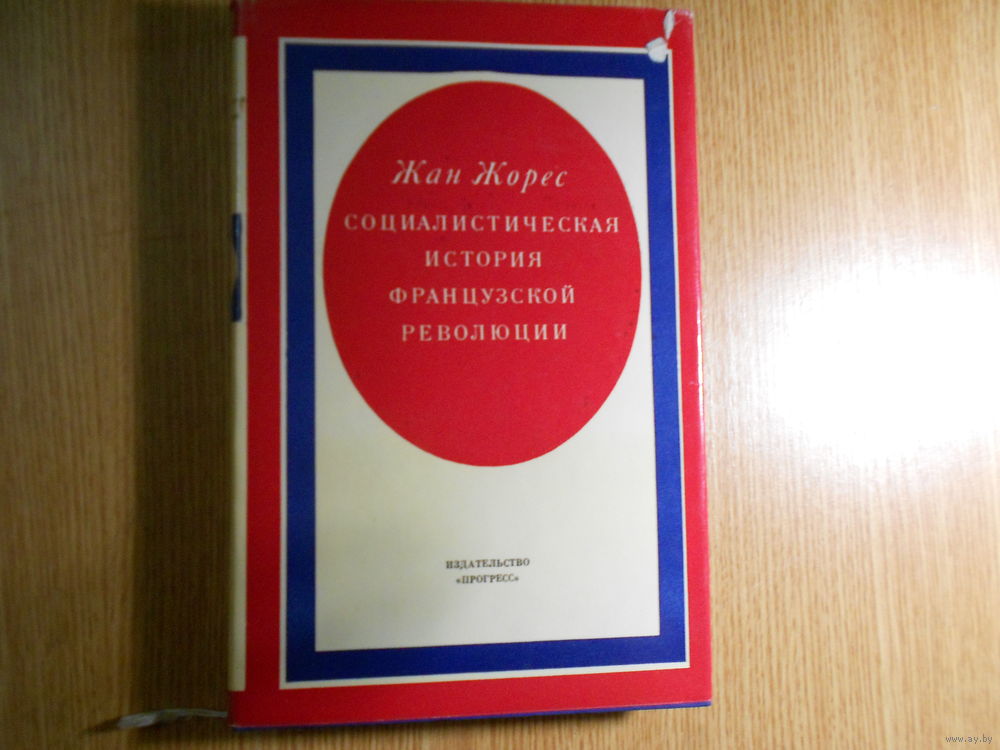 Жан Жорес
СОЦИАЛИСТИЧЕСКАЯ
ИСТОРИЯ
ФРАНЦУЗСКОЙ
РЕВОЛЮЦИИ
ИЗДАТЕЛЬСТВО
«ПРОГРЕСС»
www.ay.by